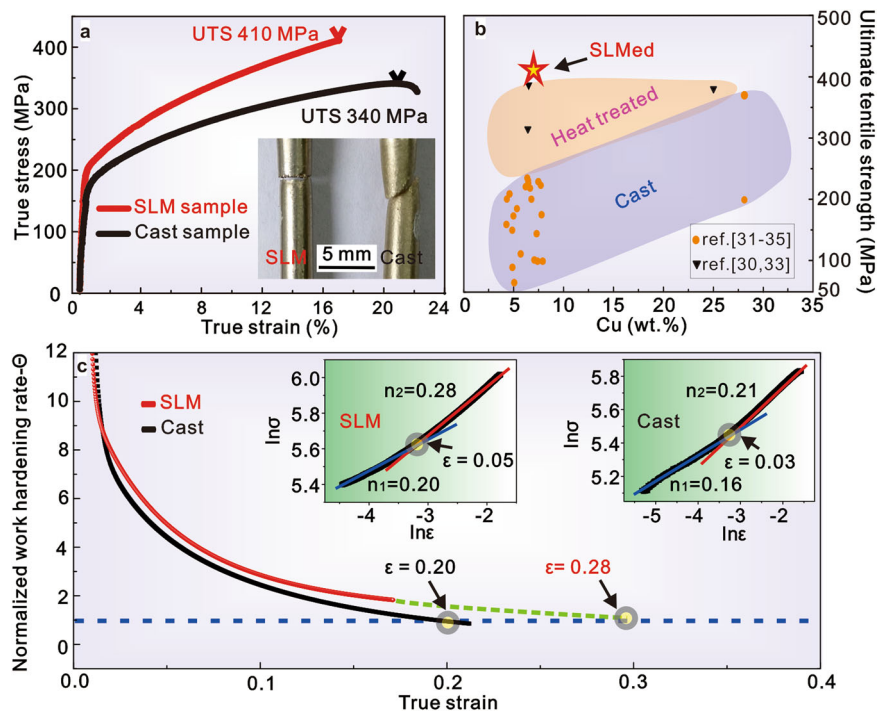 a
UTS 410 MPa
UTS 340 MPa
SLM sample
Cast sample
SLM
5 mm
Cast
True stress (MPa)
400
300
200
100
0
0 4 8 12 16 20 24
True strain (%)
b
SLMed
Heat treated
Cast
ref.[31-35]
ref.[30,33]
0 5 10 15 20 25 30 35
Cu (wt.%)
500
400
300
200
100
50
Ultimate tentile strength (MPa)
c
SLM
Cast
Normalized work hardening rate-Θ
12
10
8
6
4
2
0
0.0 0.1 0.2 0.3 0.4
True strain
ε = 0.20
ε= 0.28
lnσ
6.0
5.8
5.6
5.4
n2=0.28
SLM
ε = 0.05
n1=0.20
-4 -3 -2
lnε
lnσ
5.8
5.6
5.4
5.2
n2=0.21
Cast
ε = 0.03
n1=0.16
-5 -4 -3 -2
lnε